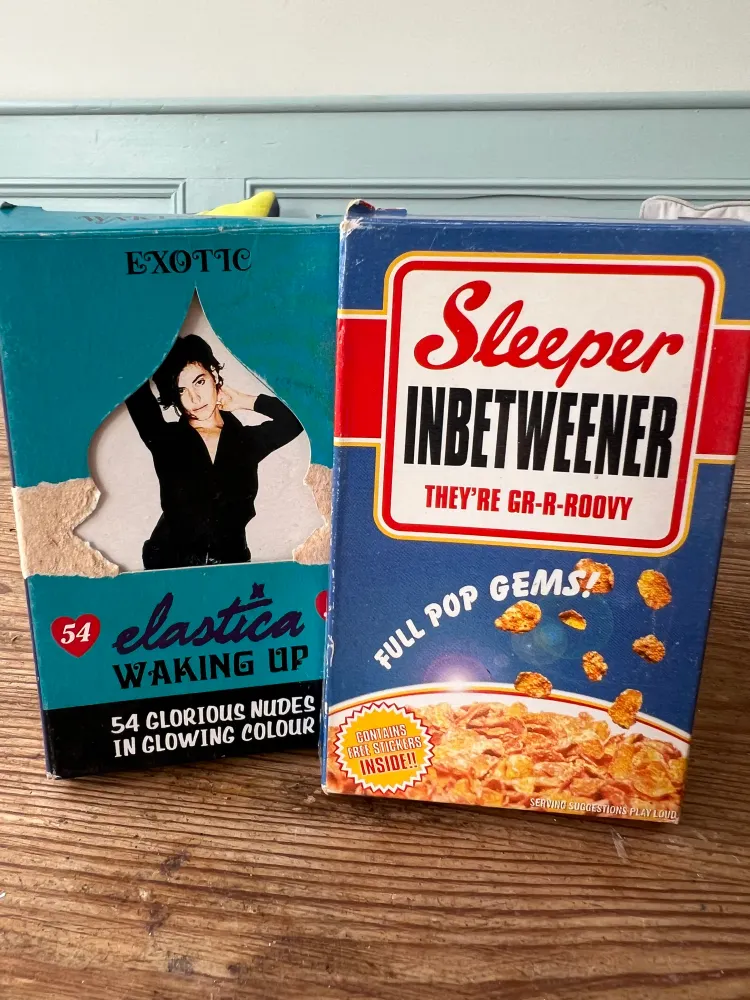 EXOTIC
54
elastica
WAKING UP
54 GLORIOUS NUDES
IN GLOWING COLOUR
Sleeper
INBETWEENER
THEY'RE GR-R-ROOVY
FULL POP GEMS!
CONTAINS
FREE STICKERS
INSIDE!!
SERVING SUGGESTIONS PLAY LOUD